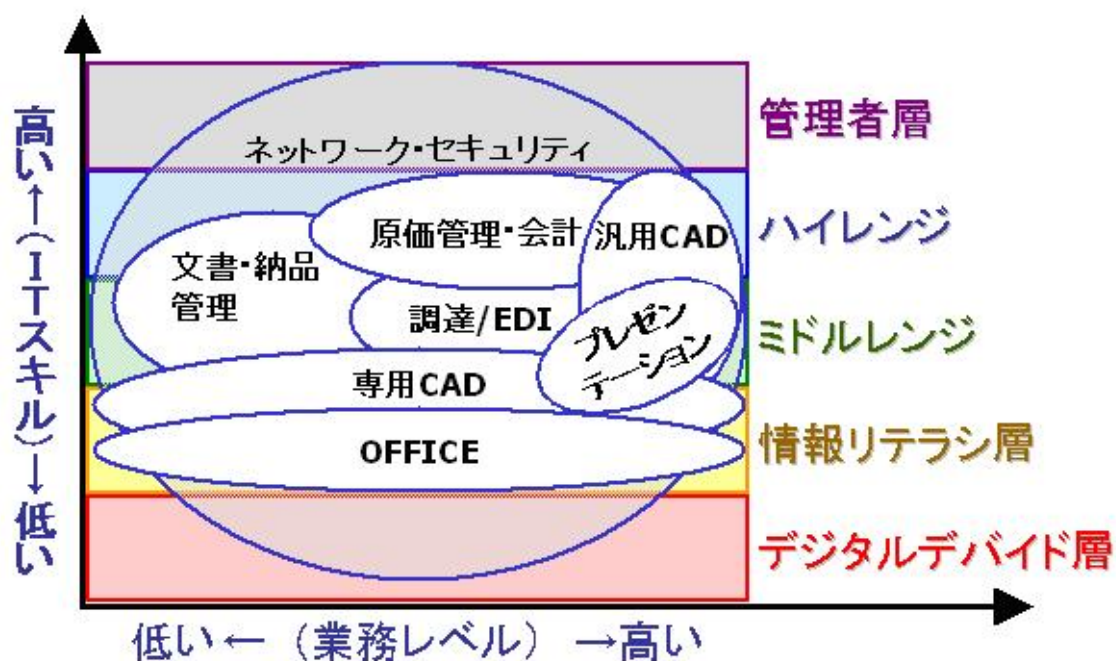 高い←(ITスキル)→低い
ネットワーク・セキュリティ
管理者層
原価管理・会計
汎用CAD
ハイレンジ
文書・納品
管理
調達/EDI
プレゼン
テーション
ミドルレンジ
専用CAD
OFFICE
情報リテラシ層
デジタルデバイド層
低い←(業務レベル)→高い